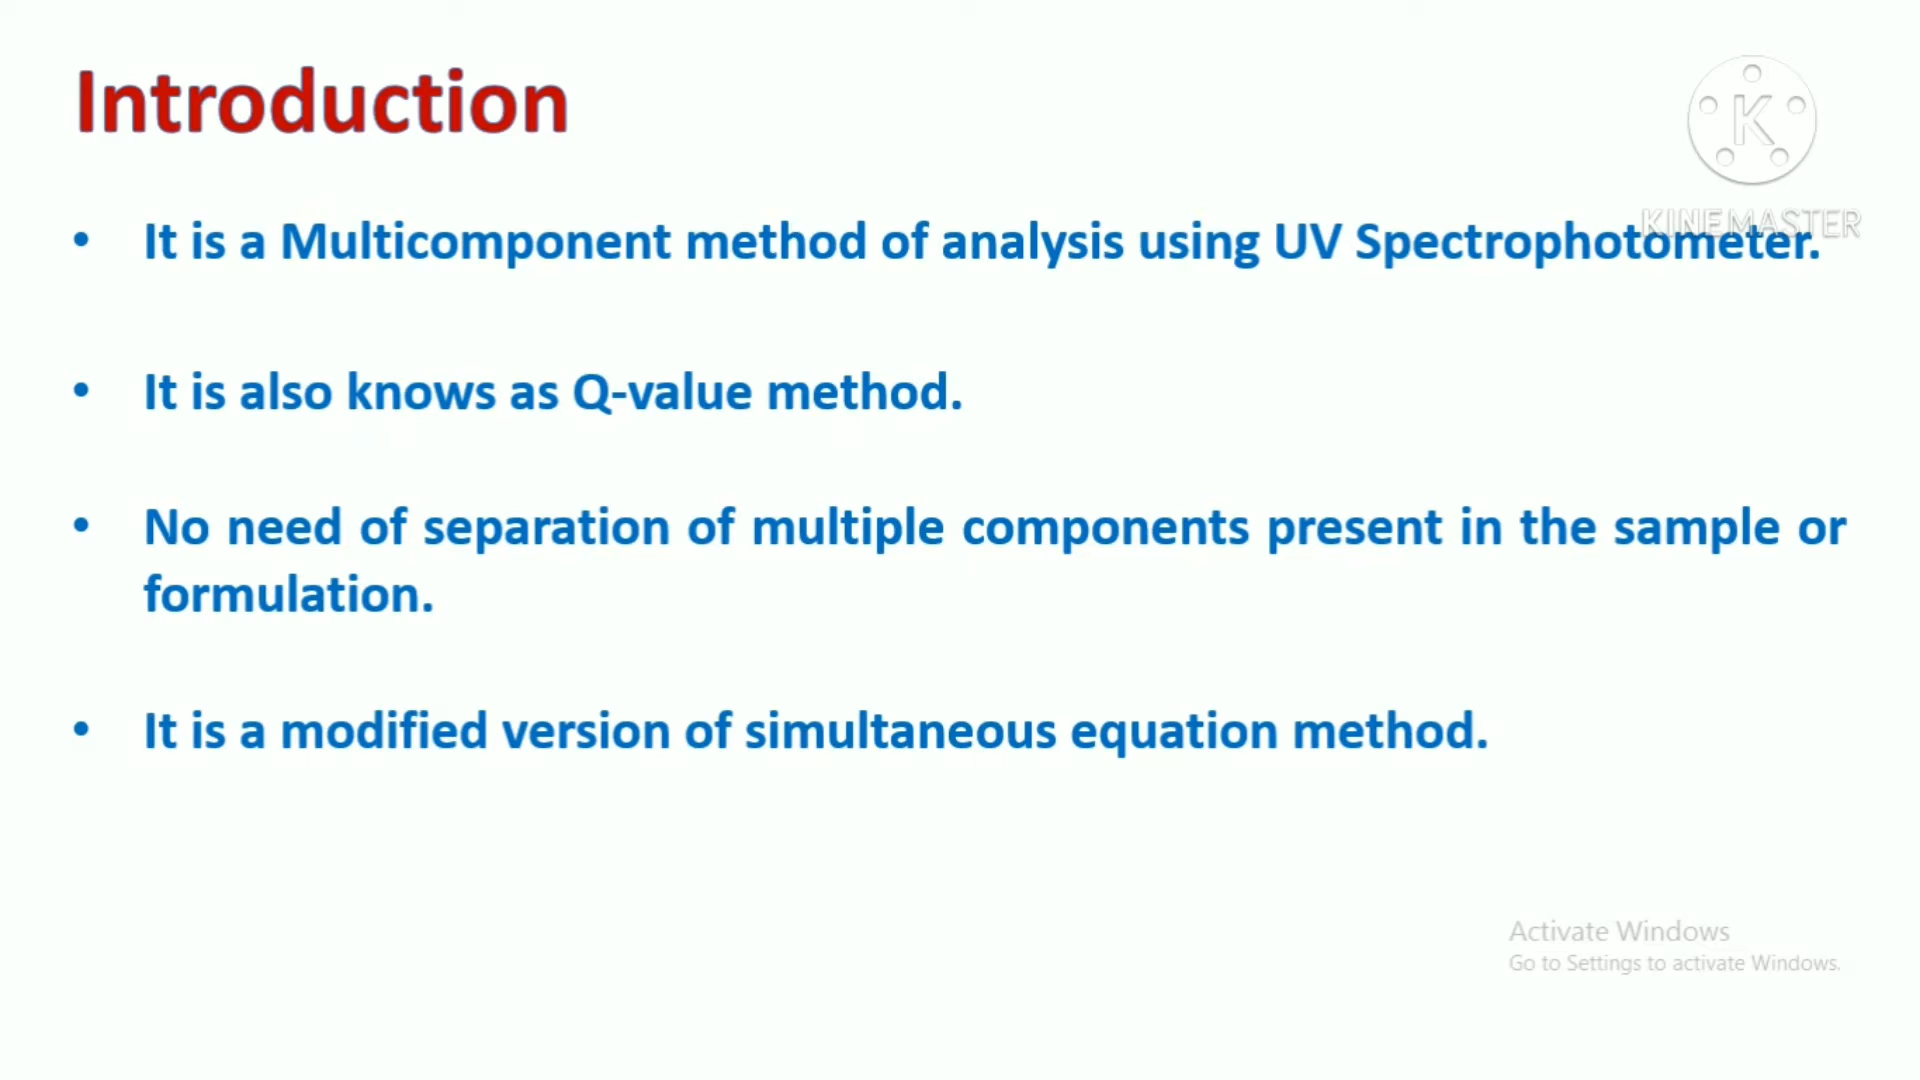 Introduction
K
KINEMASTER
• It is a Multicomponent method of analysis using UV Spectrophotometer.
• It is also knows as Q-value method.
• No need of separation of multiple components present in the sample or
formulation.
• It is a modified version of simultaneous equation method.
Activate Windows
Go to Settings to activate Windows.